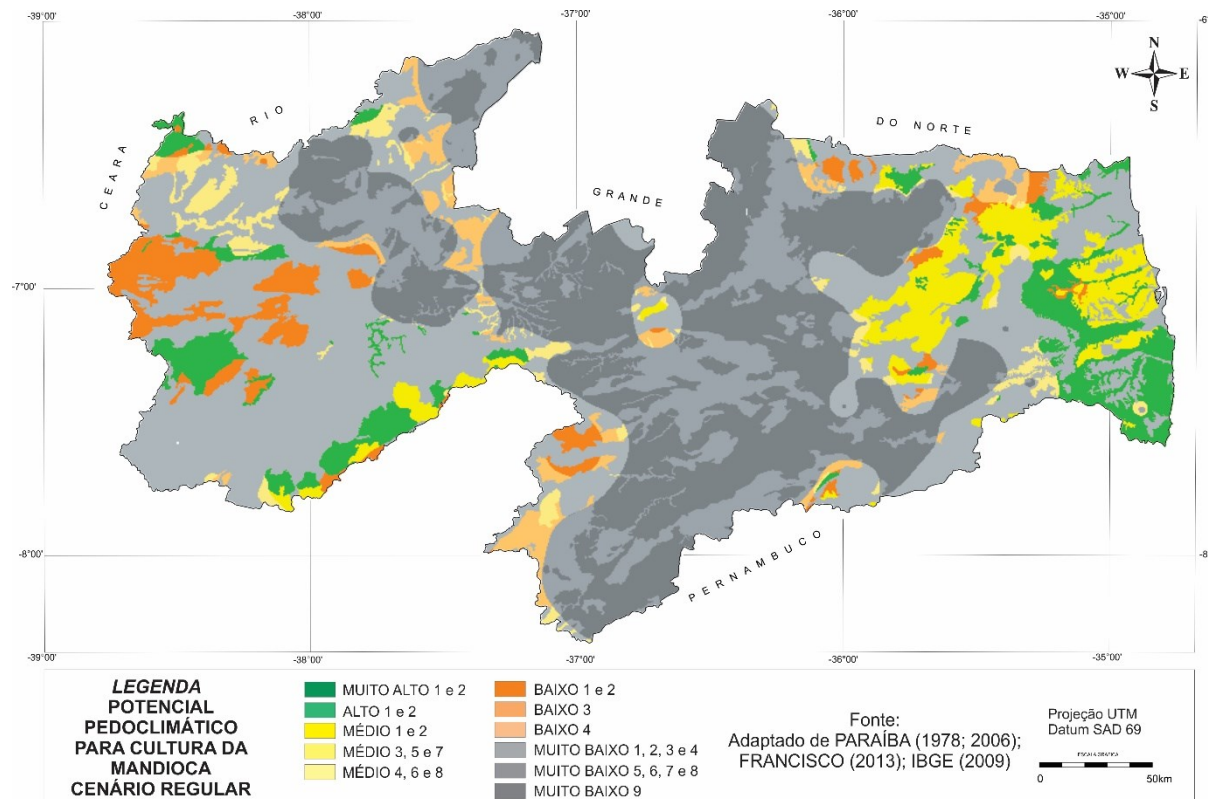 -39°00'
-38°00'
-37°00'
-36°00'
-35°00'
-6
N
W
E
S
RIO
DO NORTE
CEARA
GRANDE
-7°00'
-7°00'
-8°00'
-8
PERNAMBUCO
-39°00'
-38°00'
-37°00'
-36°00'
-35°00'
LEGENDA
POTENCIAL
PEDOCLIMÁTICO
PARA CULTURA DA
MANDIOCA
CENÁRIO REGULAR
MUITO ALTO 1 e 2
ALTO 1 e 2
MÉDIO 1 e 2
MÉDIO 3, 5 e 7
MÉDIO 4, 6 e 8
BAIXO 1 e 2
BAIXO 3
BAIXO 4
MUITO BAIXO 1, 2, 3 e 4
MUITO BAIXO 5, 6, 7 e 8
MUITO BAIXO 9
Fonte:
Adaptado de PARAÍBA (1978; 2006);
FRANCISCO (2013); IBGE (2009)
Projeção UTM
Datum SAD 69
ESCALA GRÁFICA
0 50km